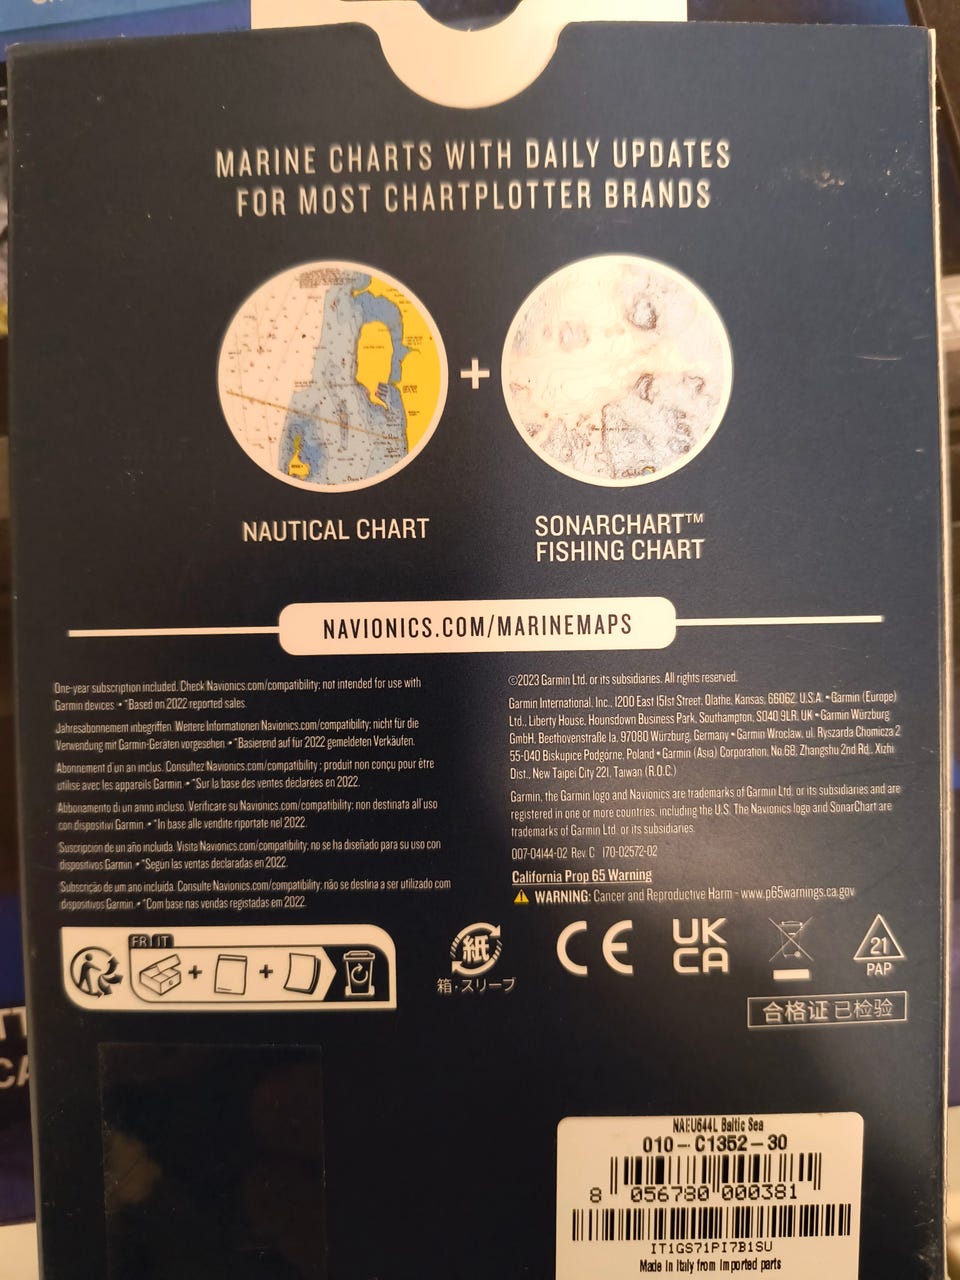 MARINE CHARTS WITH DAILY UPDATES
FOR MOST CHARTPLOTTER BRANDS
+
NAUTICAL CHART
SONARCHART™
FISHING CHART
NAVIONICS.COM/MARINEMAPS
One-year subscription included. Check Navionics.com/compatibility; not intended for use with
Garmin devices. • *Based on 2022 reported sales.
Jahresabonnement inbegriffen. Weitere Informationen Navionics.com/compatibility; nicht für die
Verwendung mit Garmin-Geräten vorgesehen. • *Basierend auf für 2022 gemeldeten Verkäufen.
Abonnement d'un an inclus. Consultez Navionics.com/compatibility ; produit non conçu pour être
utilisé avec les appareils Garmin. • *Sur la base des ventes déclarées en 2022.
Abbonamento di un anno incluso. Verificare su Navionics.com/compatibility; non destinata all'uso
con dispositivi Garmin. • *In base alle vendite riportate nel 2022.
Suscripción de un año incluida. Visita Navionics.com/compatibility; no se ha diseñado para su uso con
dispositivos Garmin. • *Según las ventas declaradas en 2022.
Subscrição de um ano incluída. Consulte Navionics.com/compatibility; não se destina a ser utilizado com
dispositivos Garmin. • *Com base nas vendas registadas em 2022.
©2023 Garmin Ltd. or its subsidiaries. All rights reserved.
Garmin International, Inc., 1200 East 151st Street, Olathe, Kansas, 66062, U.S.A. • Garmin (Europe)
Ltd., Liberty House, Hounsdown Business Park, Southampton, SO40 9LR, UK • Garmin Würzburg
GmbH, Beethovenstraße 1a, 97080 Würzburg, Germany • Garmin Wroclaw, ul. Ryszarda Chomicza 2
55-040 Biskupice Podgórne, Poland • Garmin (Asia) Corporation, No.68, Zhangshu 2nd Rd., Xizhi
Dist., New Taipei City 221, Taiwan (R.O.C.)
Garmin, the Garmin logo and Navionics are trademarks of Garmin Ltd. or its subsidiaries and are
registered in one or more countries, including the U.S. The Navionics logo and SonarChart are
trademarks of Garmin Ltd. or its subsidiaries.
007-04144-02 Rev. C 170-02572-02
California Prop 65 Warning
WARNING: Cancer and Reproductive Harm - www.p65warnings.ca.gov
FR IT
+ +
紙
箱・スリーブ
CE
UK
CA
21
PAP
合格证 已检验
NAEU644L Baltic Sea
010-C1352-30
8 056780 000381
IT1GS71PI7B1SU
Made in Italy from imported parts